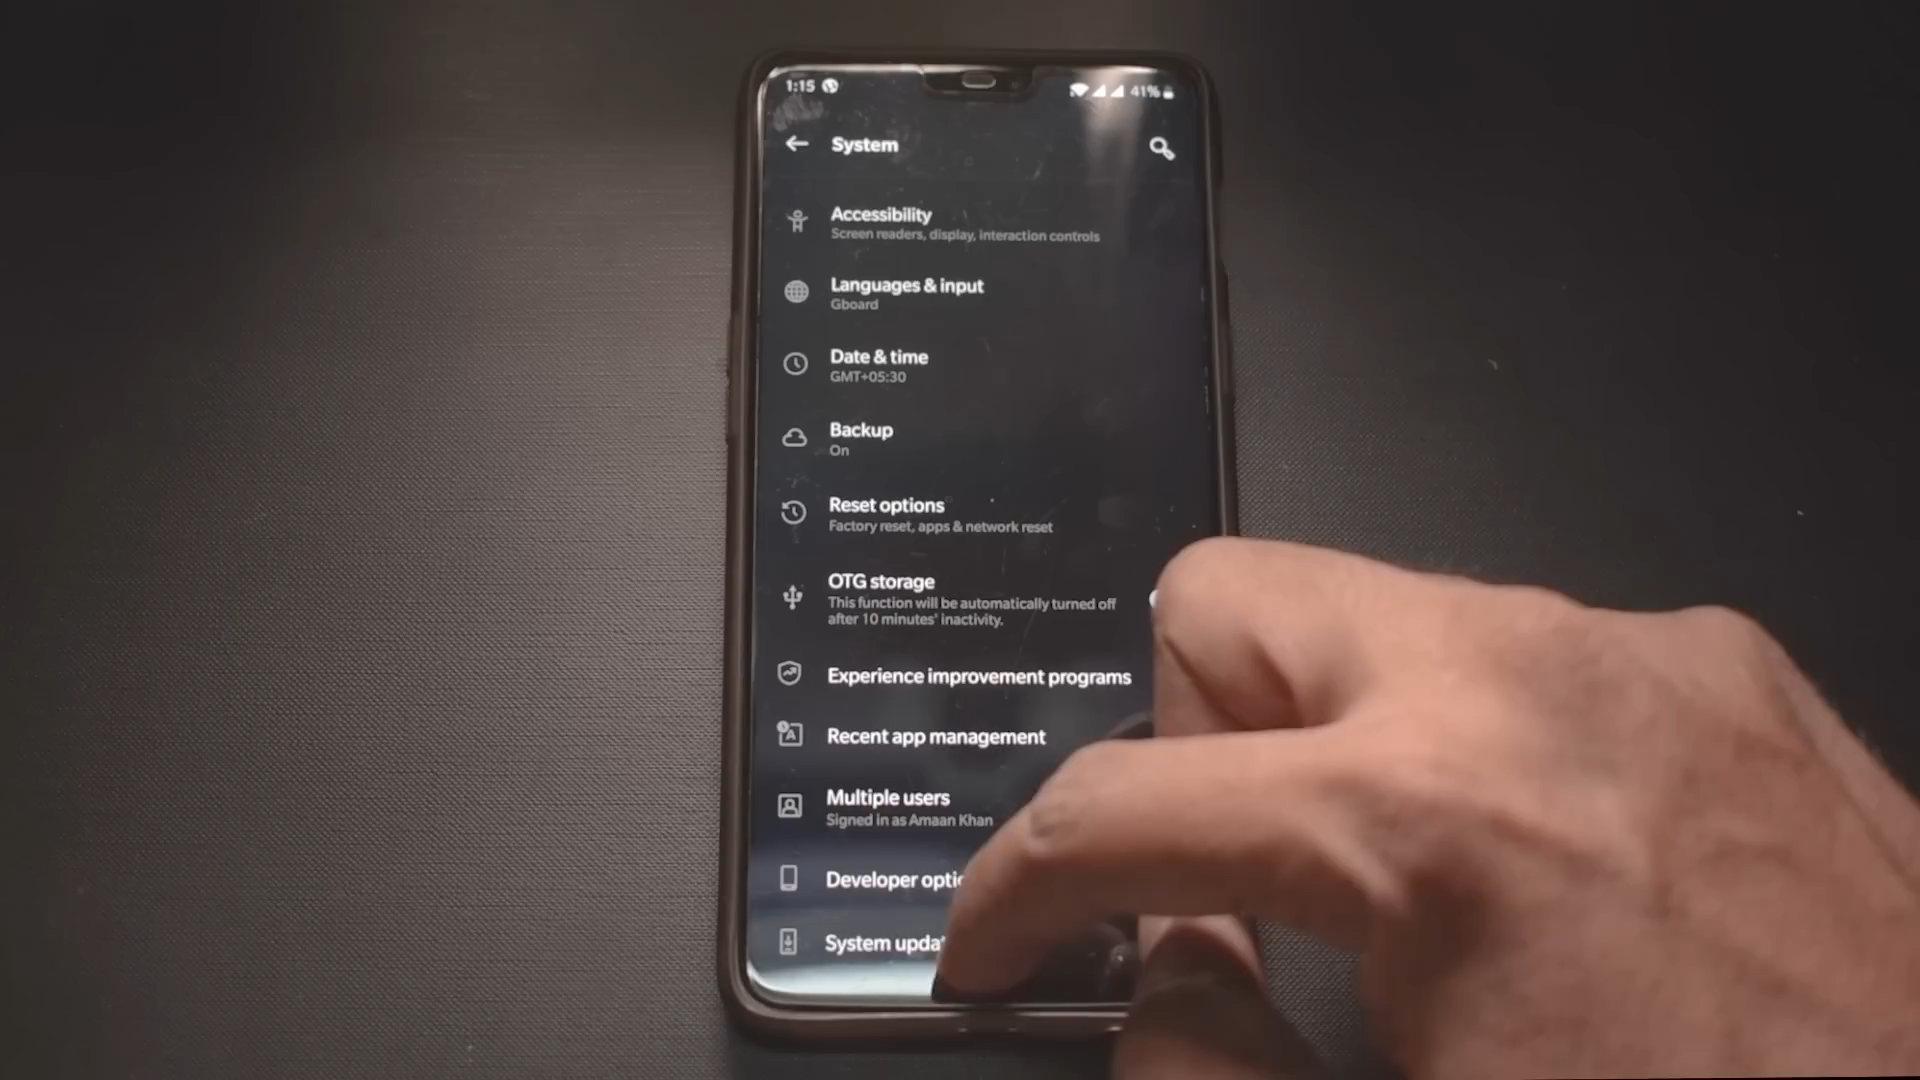 1:15
41%
System
Accessibility
Screen readers, display, interaction controls
Languages & input
Gboard
Date & time
GMT+05:30
Backup
On
Reset options
Factory reset, apps & network reset
OTG storage
This function will be automatically turned off
after 10 minutes' inactivity.
Experience improvement programs
Recent app management
Multiple users
Signed in as Amaan Khan
Developer
System